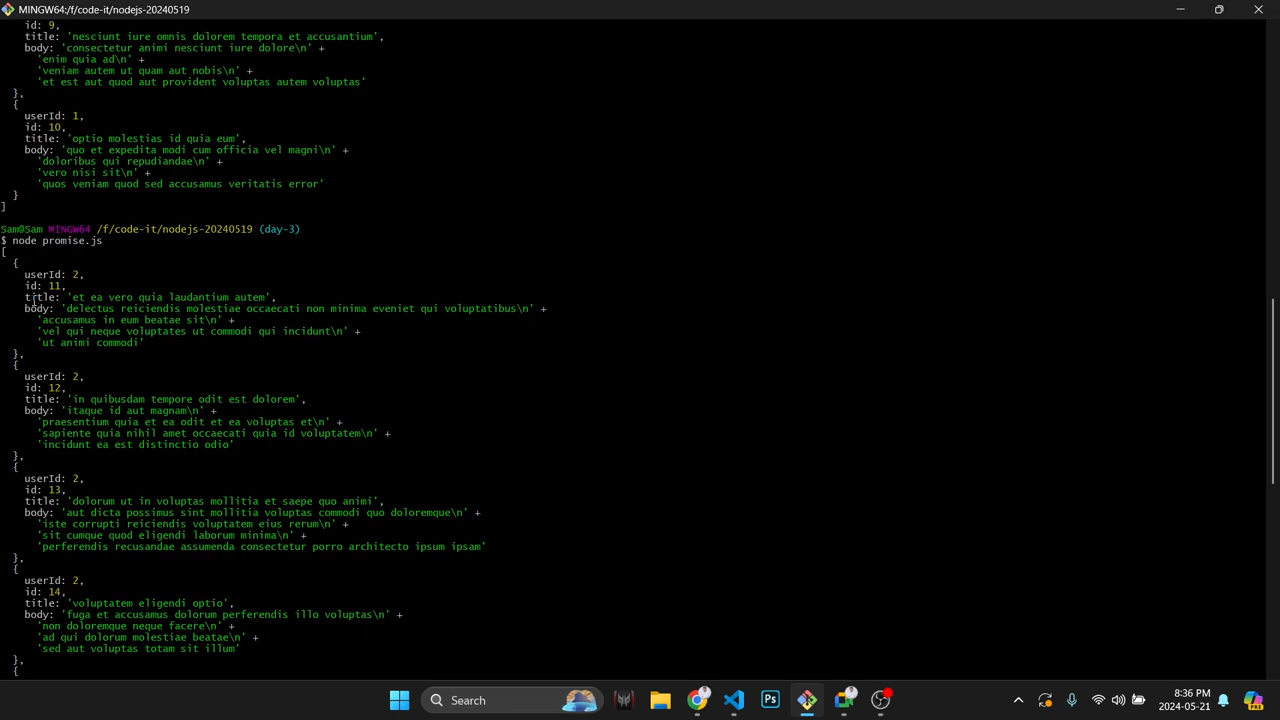 MINGW64:/f/code-it/nodejs-20240519
id: 9,
title: 'nesciunt iure omnis dolorem tempora et accusantium',
body: 'consectetur animi nesciunt iure dolore\n' +
'enim quia ad\n' +
'veniam autem ut quam aut nobis\n' +
'et est aut quod aut provident voluptas autem voluptas'
},
{
userId: 1,
id: 10,
title: 'optio molestias id quia eum',
body: 'quo et expedita modi cum officia vel magni\n' +
'doloribus qui repudiandae\n' +
'vero nisi sit\n' +
'quos veniam quod sed accusamus veritatis error'
}
]
Sam@Sam MINGW64 /f/code-it/nodejs-20240519 (day-3)
$ node promise.js
[
{
userId: 2,
id: 11,
title: 'et ea vero quia laudantium autem',
body: 'delectus reiciendis molestiae occaecati non minima eveniet qui voluptatibus\n' +
'accusamus in eum beatae sit\n' +
'vel qui neque voluptates ut commodi qui incidunt\n' +
'ut animi commodi'
},
{
userId: 2,
id: 12,
title: 'in quibusdam tempore odit est dolorem',
body: 'itaque id aut magnam\n' +
'praesentium quia et ea odit et ea voluptas et\n' +
'sapiente quia nihil amet occaecati quia id voluptatem\n' +
'incidunt ea est distinctio odio'
},
{
userId: 2,
id: 13,
title: 'dolorum ut in voluptas mollitia et saepe quo animi',
body: 'aut dicta possimus sint mollitia voluptas commodi quo doloremque\n' +
'iste corrupti reiciendis voluptatem eius rerum\n' +
'sit cumque quod eligendi laborum minima\n' +
'perferendis recusandae assumenda consectetur porro architecto ipsum ipsam'
},
{
userId: 2,
id: 14,
title: 'voluptatem eligendi optio',
body: 'fuga et accusamus dolorum perferendis illo voluptas\n' +
'non doloremque neque facere\n' +
'ad qui dolorum molestiae beatae\n' +
'sed aut voluptas totam sit illum'
},
{
Search
Ps
PRE
8:36 PM
2024-05-21